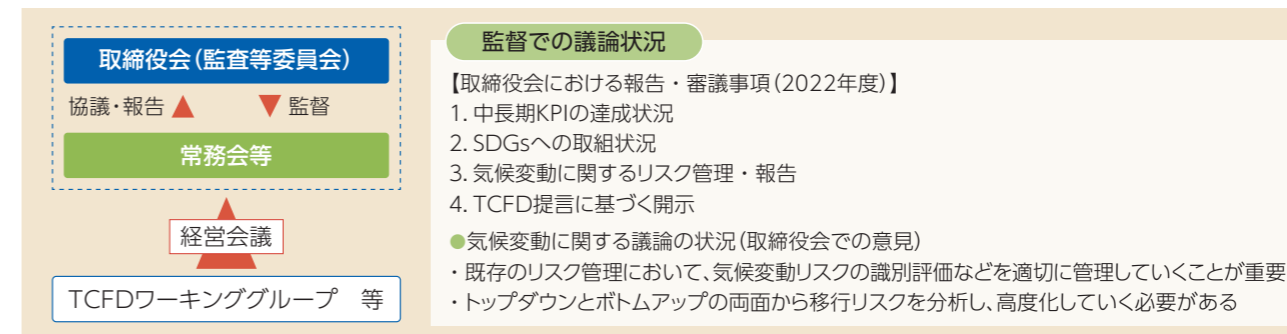 取締役会（監査等委員会）
協議・報告 ▲ ▼ 監督
常務会等
経営会議
TCFDワーキンググループ　等
監督での議論状況
【取締役会における報告・審議事項（2022年度）】
1. 中長期KPIの達成状況
2. SDGsへの取組状況
3. 気候変動に関するリスク管理・報告
4. TCFD提言に基づく開示
●気候変動に関する議論の状況（取締役会での意見）
・既存のリスク管理において、気候変動リスクの識別評価などを適切に管理していくことが重要
・トップダウンとボトムアップの両面から移行リスクを分析し、高度化していく必要がある